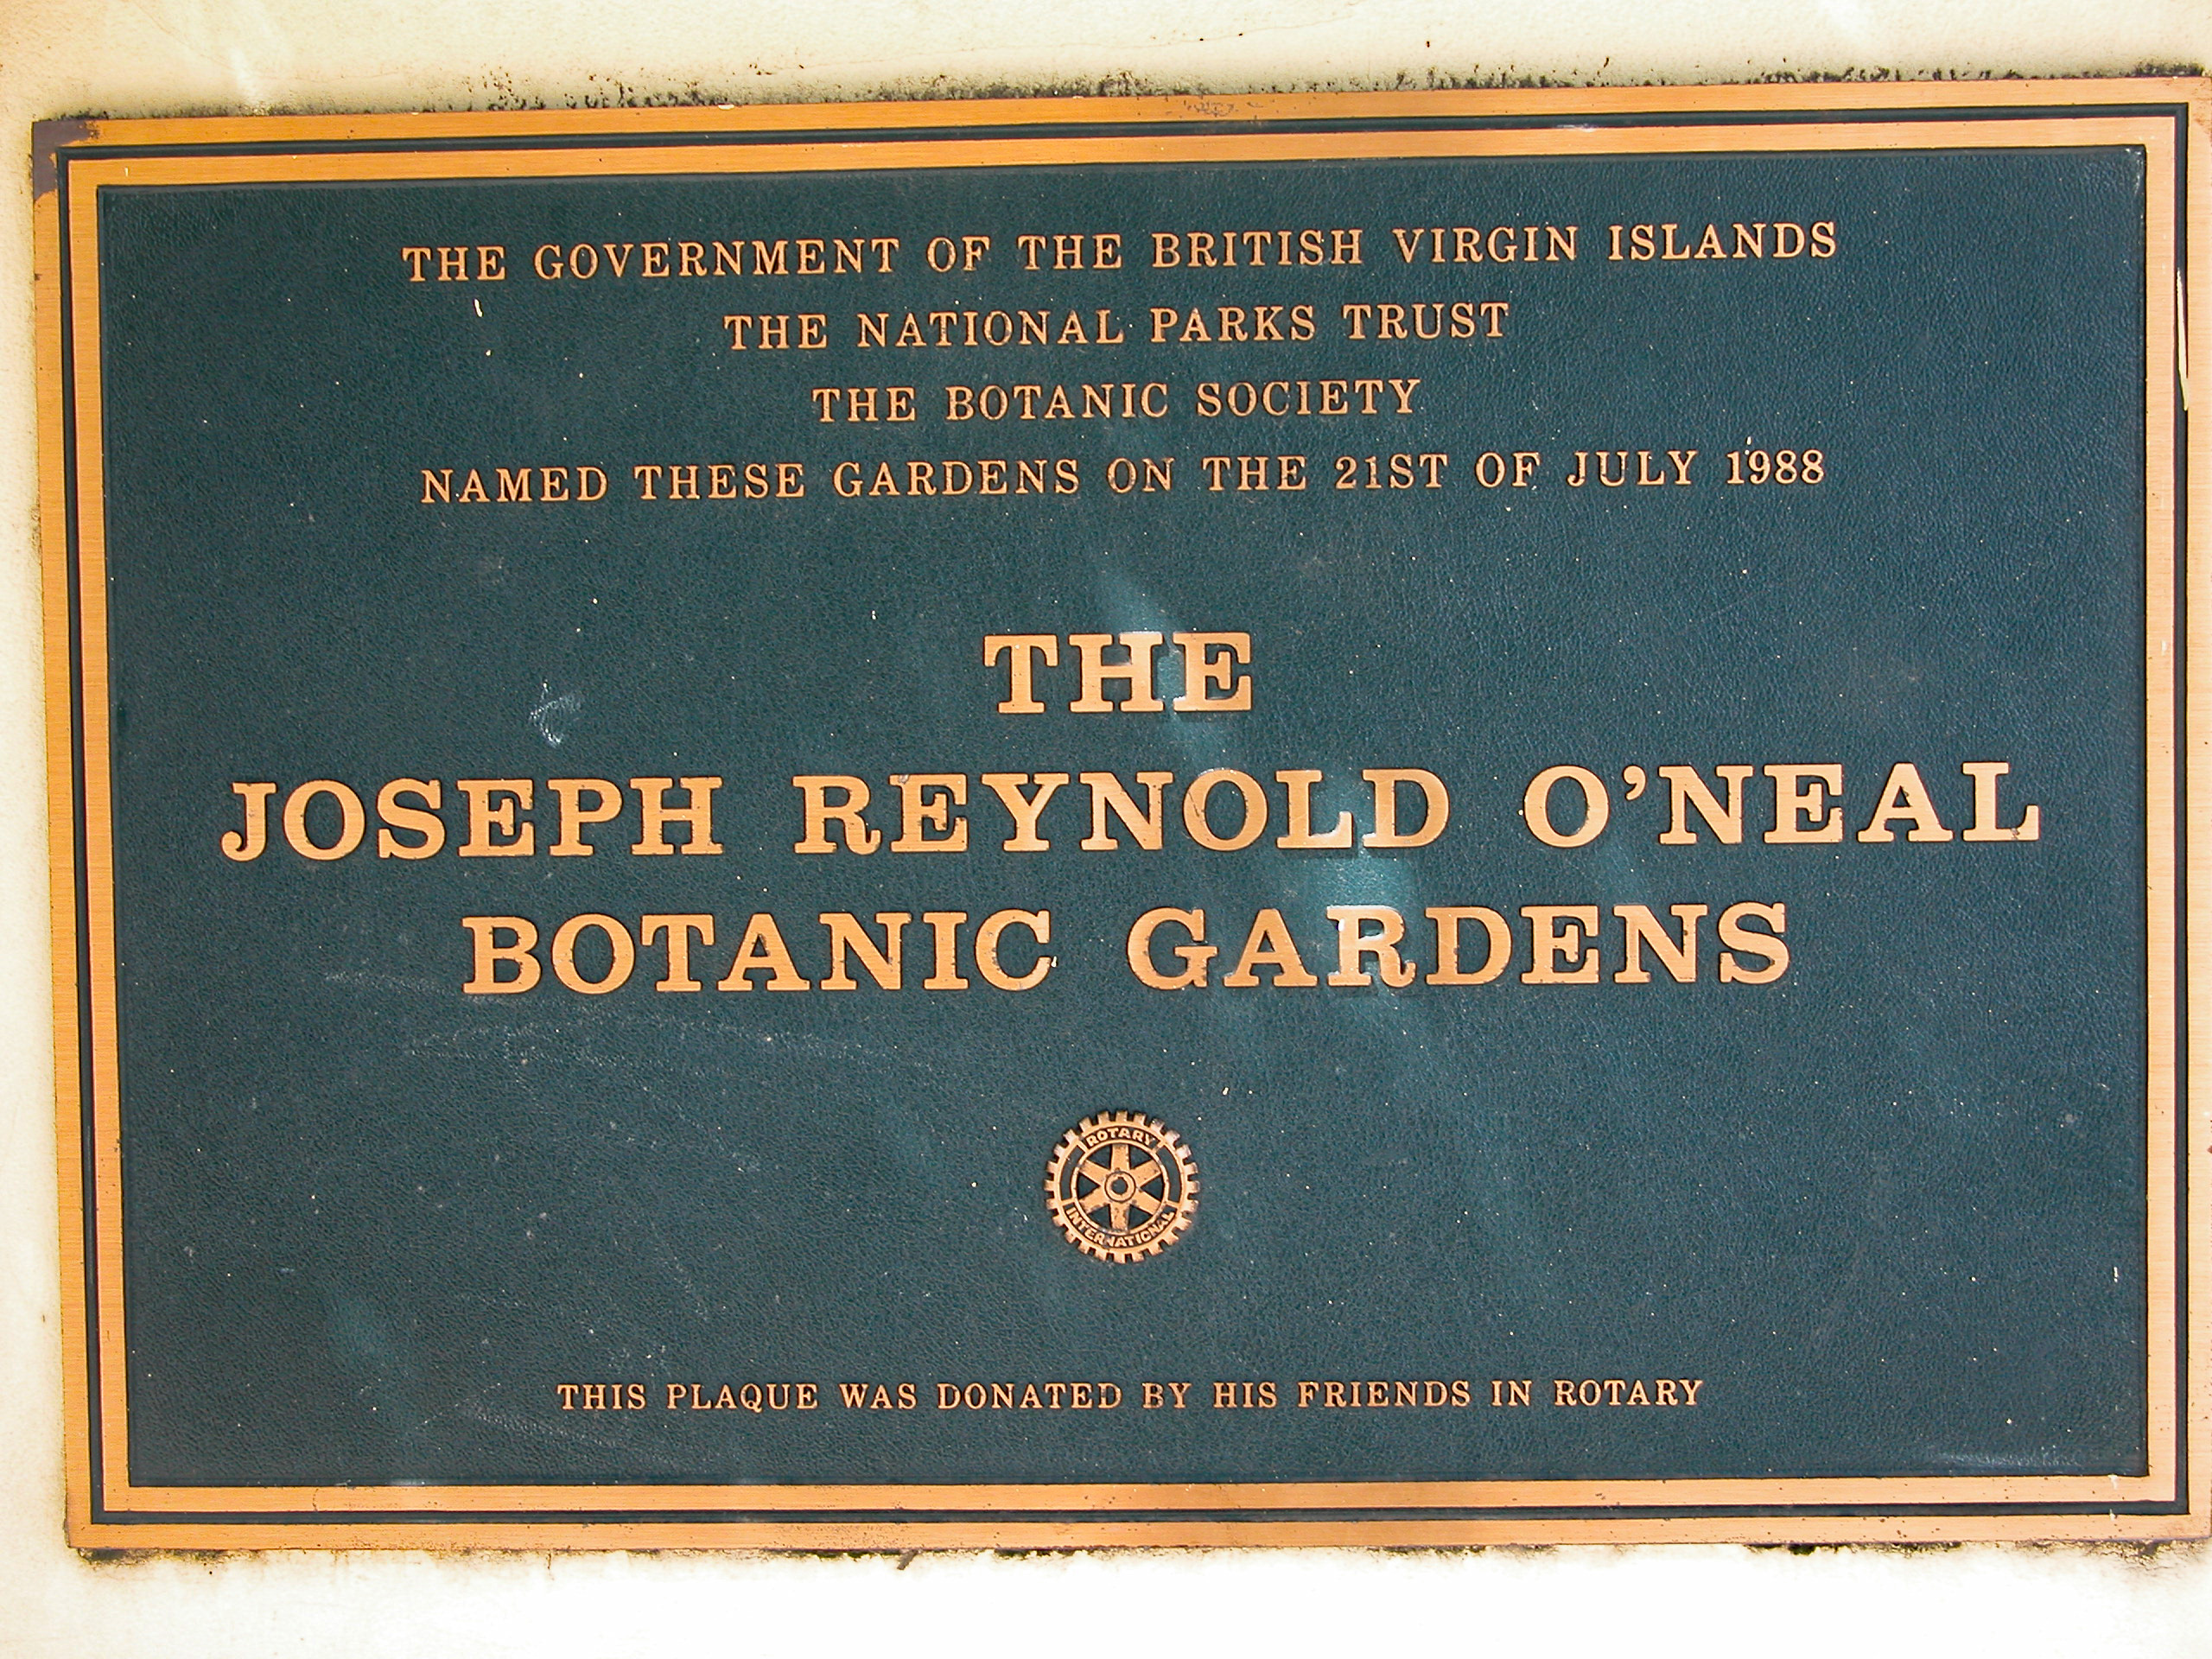 THE GOVERNMENT OF THE BRITISH VIRGIN ISLANDS
THE NATIONAL PARKS TRUST
THE BOTANIC SOCIETY
NAMED THESE GARDENS ON THE 21ST OF JULY 1988
THE
JOSEPH REYNOLD O'NEAL
BOTANIC GARDENS
ROTARY
INTERNATIONAL
THIS PLAQUE WAS DONATED BY HIS FRIENDS IN ROTARY